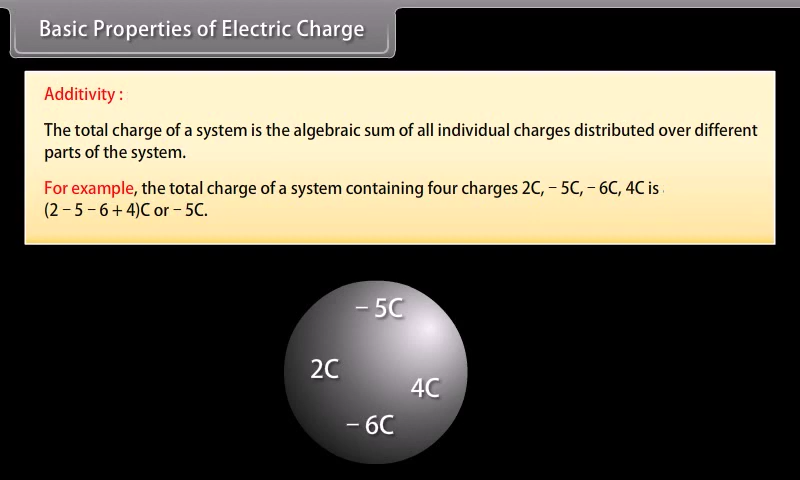 Basic Properties of Electric Charge
Additivity :
The total charge of a system is the algebraic sum of all individual charges distributed over different
parts of the system.
For example, the total charge of a system containing four charges 2C, – 5C, – 6C, 4C is
(2 – 5 – 6 + 4)C or – 5C.
– 5C
2C
4C
– 6C